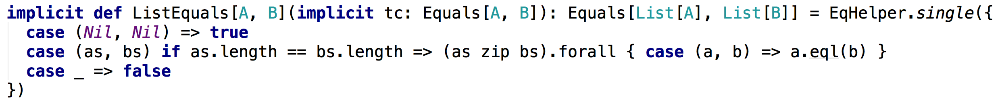 implicit def ListEquals[A, B](implicit tc: Equals[A, B]): Equals[List[A], List[B]] = EqHelper.single({
  case (Nil, Nil) => true
  case (as, bs) if as.length == bs.length => (as zip bs).forall { case (a, b) => a.eql(b) }
  case _ => false
})